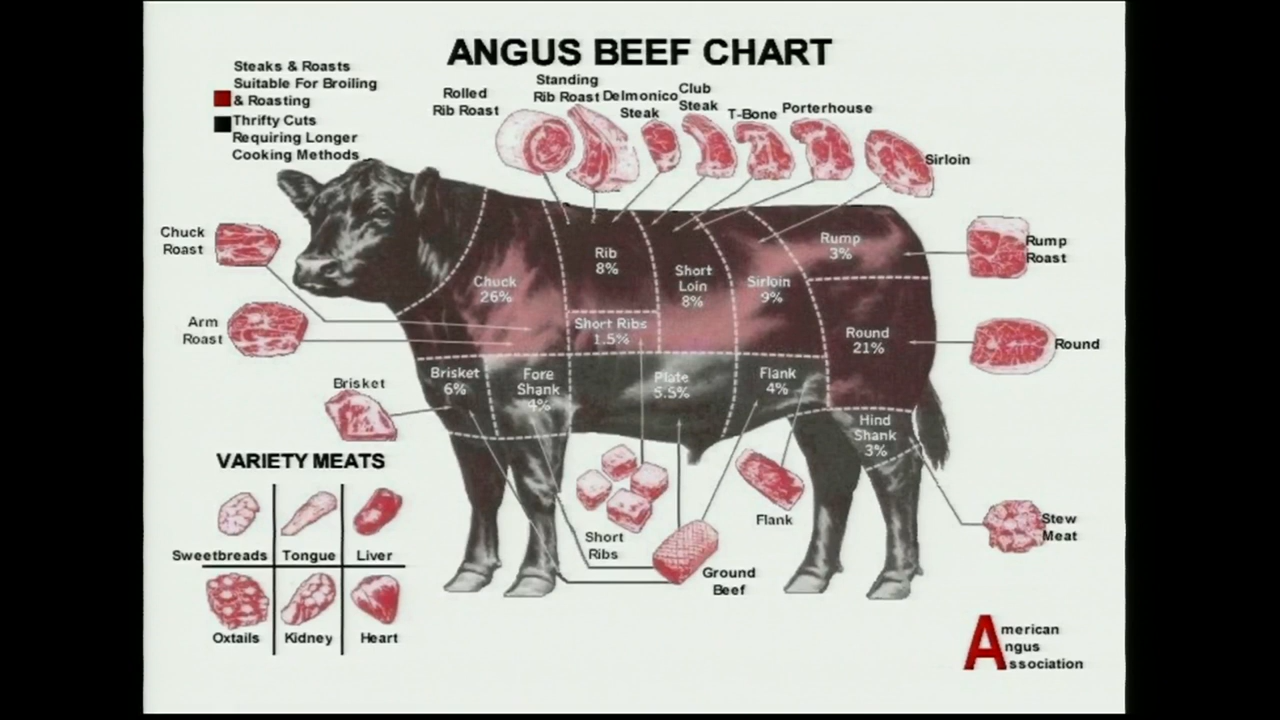 ANGUS BEEF CHART
Steaks & Roasts
Suitable For Broiling
& Roasting
Thrifty Cuts
Requiring Longer
Cooking Methods
Rolled
Rib Roast
Standing
Rib Roast
Delmonico
Steak
Club
Steak
T-Bone
Porterhouse
Sirloin
Chuck
Roast
Arm
Roast
Brisket
Rump
Roast
Round
Chuck
26%
Rib
8%
Short
Loin
8%
Sirloin
9%
Rump
3%
Short Ribs
1.5%
Round
21%
Brisket
6%
Fore
Shank
4%
Plate
5.5%
Flank
4%
Hind
Shank
3%
Short
Ribs
Ground
Beef
Flank
Stew
Meat
VARIETY MEATS
Sweetbreads
Tongue
Liver
Oxtails
Kidney
Heart
American
Angus
Association